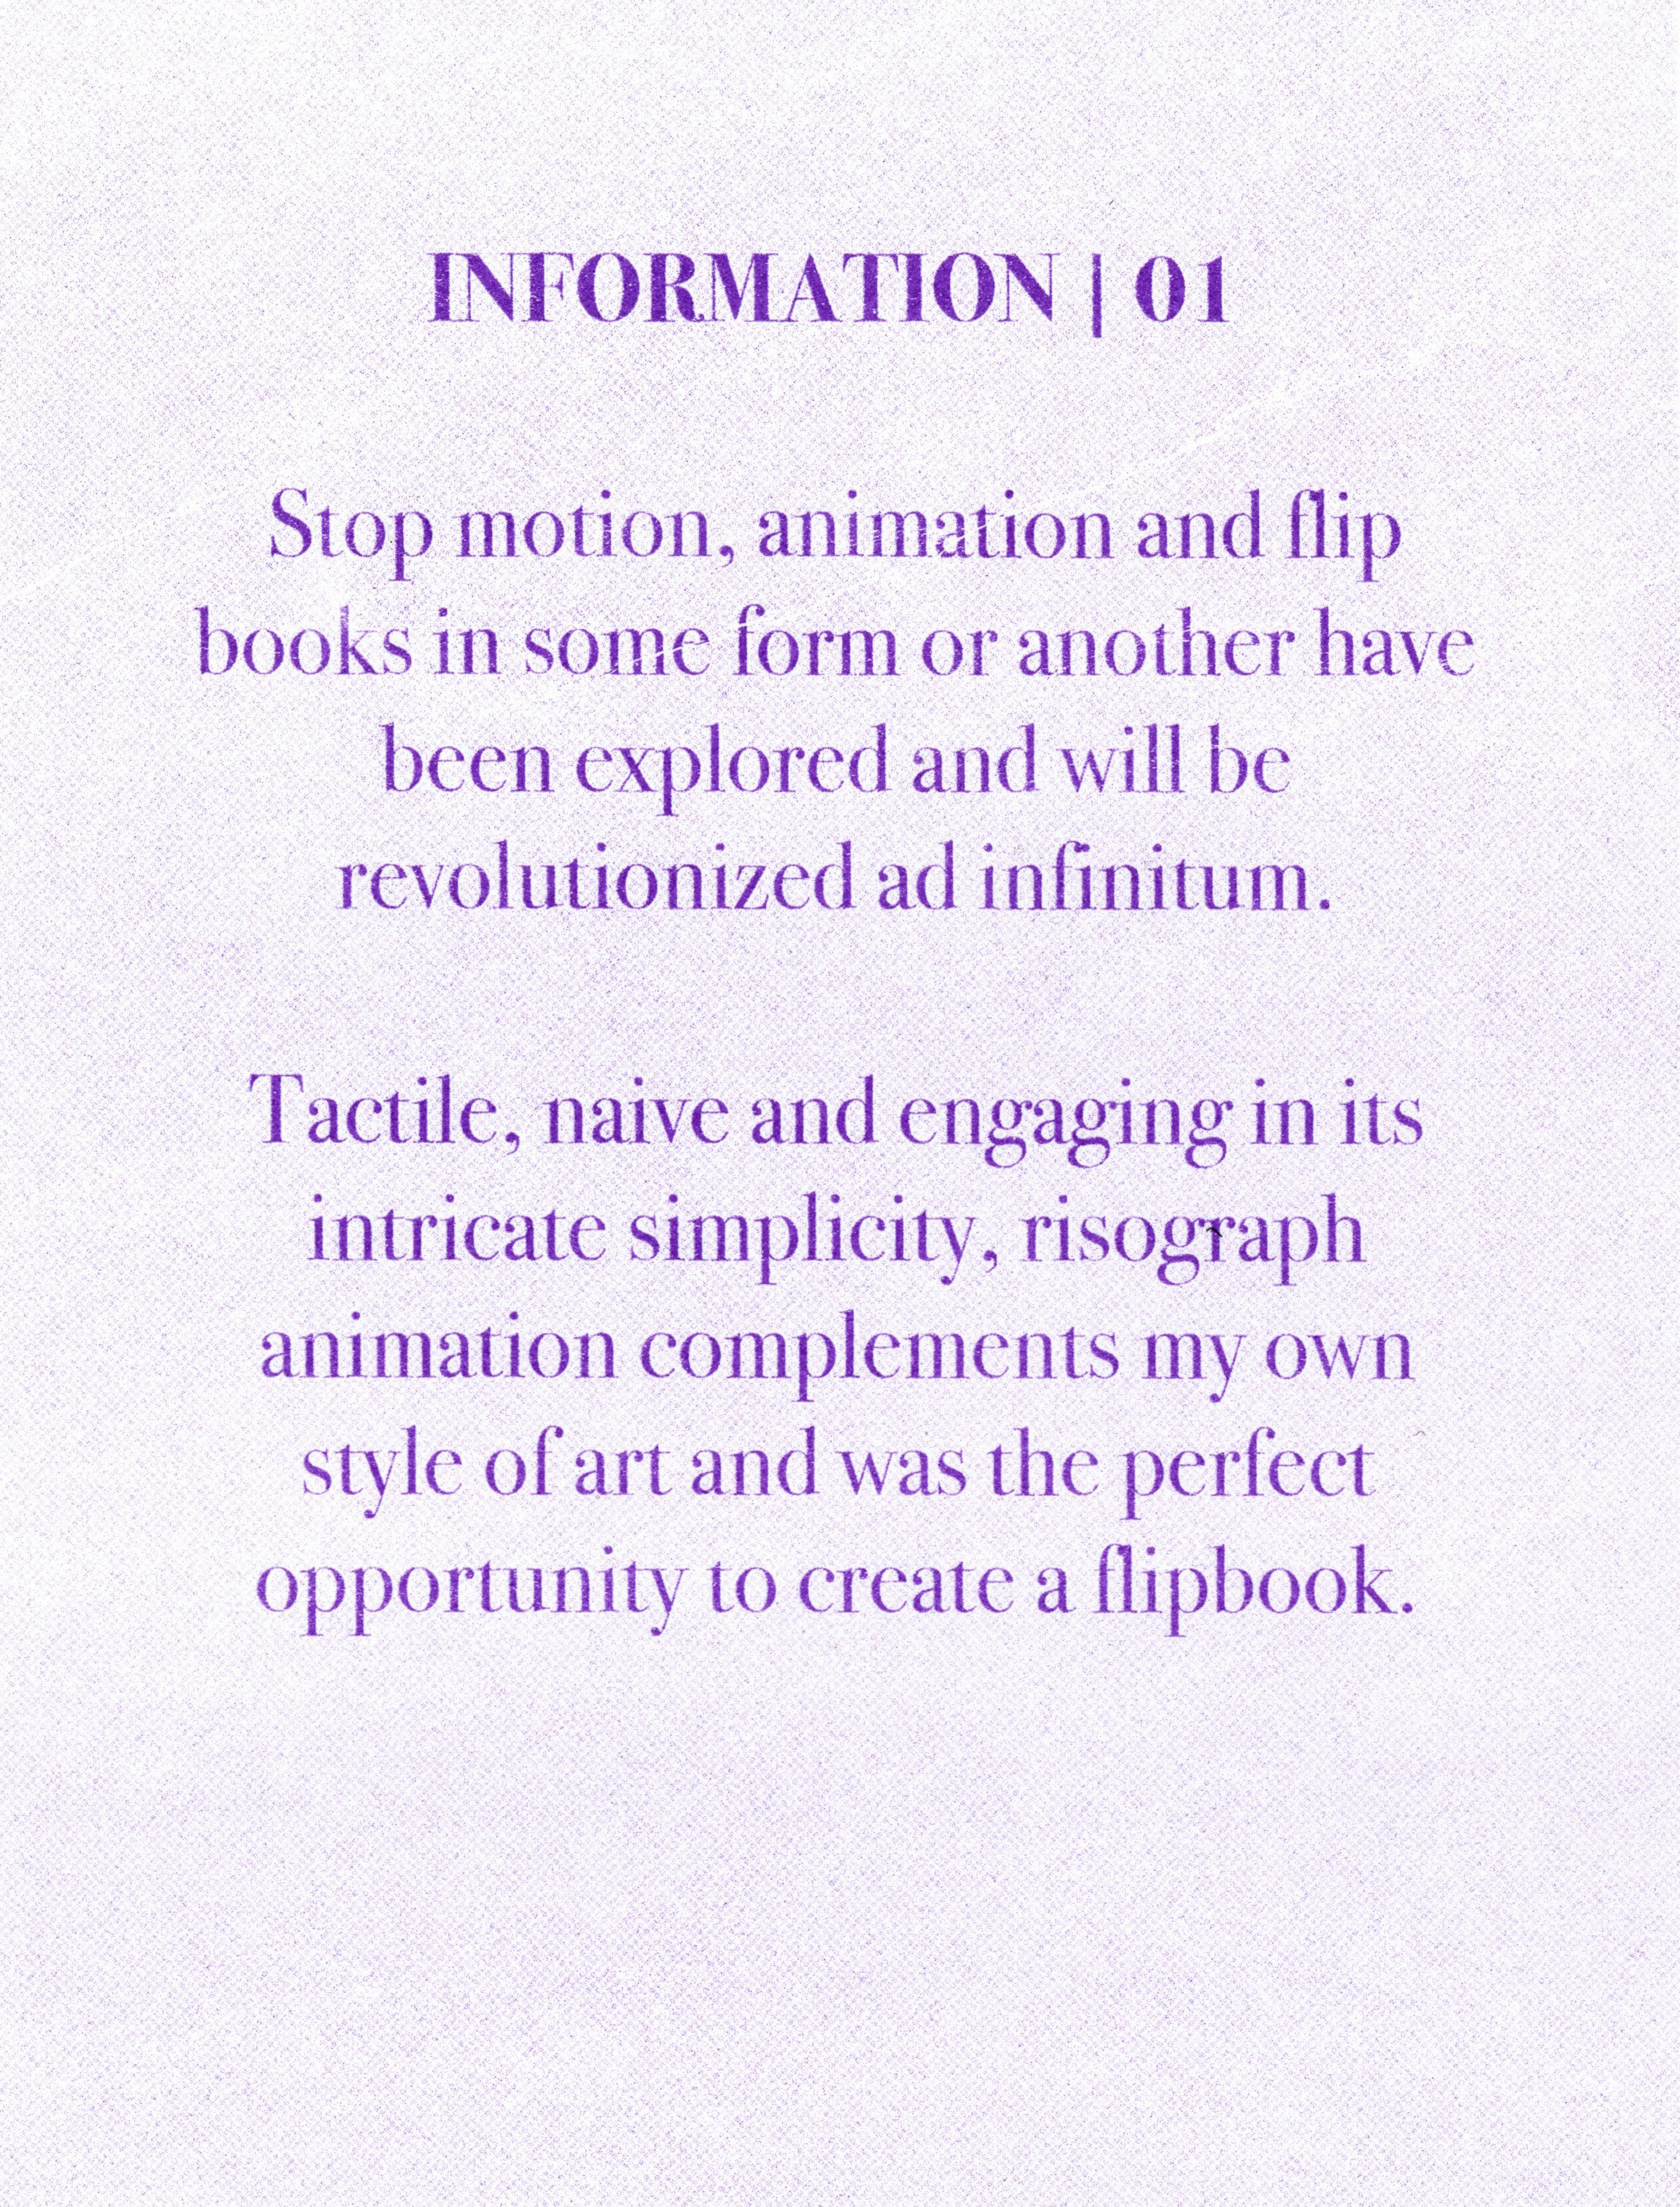 INFORMATION | 01
Stop motion, animation and flip
books in some form or another have
been explored and will be
revolutionized ad infinitum.
Tactile, naive and engaging in its
intricate simplicity, risograph
animation complements my own
style of art and was the perfect
opportunity to create a flipbook.